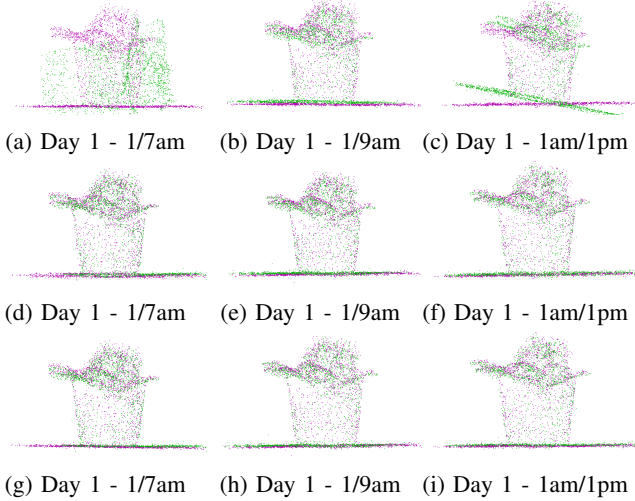 (a) Day 1 - 1/7am (b) Day 1 - 1/9am (c) Day 1 - 1am/1pm
(d) Day 1 - 1/7am (e) Day 1 - 1/9am (f) Day 1 - 1am/1pm
(g) Day 1 - 1/7am (h) Day 1 - 1/9am (i) Day 1 - 1am/1pm